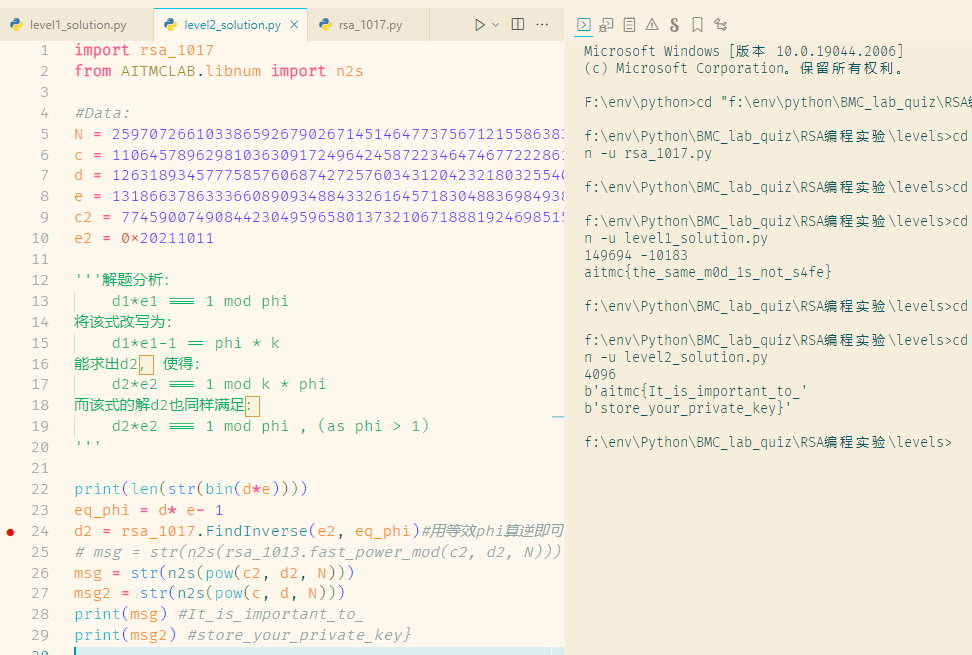 level1_solution.py
level2_solution.py ×
rsa_1017.py
1 import rsa_1017
2 from AITMCLAB.libnum import n2s
3
4 #Data:
5 N = 2597072661033865926790267145146477375671215586383
6 c = 1106457896298103630917249642458722346474677222861
7 d = 1263189345777585760687427257603431204232180325540
8 e = 1318663786333660890934884332616457183048836984938
9 c2 = 774590074908442304959658013732106718881924698515
10 e2 = 0×20211011
11
12 '''解题分析:
13 d1*e1 === 1 mod phi
14 将该式改写为:
15 d1*e1-1 == phi * k
16 能求出d2， 使得:
17 d2*e2 === 1 mod k * phi
18 而该式的解d2也同样满足：
19 d2*e2 === 1 mod phi , (as phi > 1)
20 '''
21
22 print(len(str(bin(d*e))))
23 eq_phi = d* e- 1
24 d2 = rsa_1017.FindInverse(e2, eq_phi)#用等效phi算逆即可
25 # msg = str(n2s(rsa_1013.fast_power_mod(c2, d2, N)))
26 msg = str(n2s(pow(c2, d2, N)))
27 msg2 = str(n2s(pow(c, d, N)))
28 print(msg) #It_is_important_to_
29 print(msg2) #store_your_private_key}
30
Microsoft Windows [版本 10.0.19044.2006]
(c) Microsoft Corporation。保留所有权利。
F:\env\python>cd "f:\env\python\BMC_lab_quiz\RSA编
f:\env\Python\BMC_lab_quiz\RSA编程实验\levels>cd
n -u rsa_1017.py
f:\env\Python\BMC_lab_quiz\RSA编程实验\levels>
f:\env\Python\BMC_lab_quiz\RSA编程实验\levels>cd
n -u level1_solution.py
149694 -10183
aitmc{the_same_m0d_1s_not_s4fe}
f:\env\Python\BMC_lab_quiz\RSA编程实验\levels>cd
f:\env\Python\BMC_lab_quiz\RSA编程实验\levels>cd
n -u level2_solution.py
4096
b'aitmc{It_is_important_to_'
b'store_your_private_key}'
f:\env\Python\BMC_lab_quiz\RSA编程实验\levels>